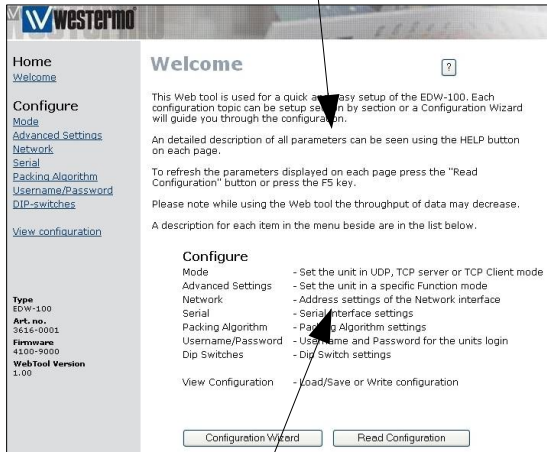 westermo
Home
Welcome
Configure
Mode
Advanced Settings
Network
Serial
Packing Algorithm
Username/Password
DIP-switches
View configuration
Type
EDW-100
Art. no.
3616-0001
Firmware
4100-9000
WebTool Version
1.00
Welcome
?
This Web tool is used for a quick and easy setup of the EDW-100. Each
configuration topic can be setup section by section or a Configuration Wizard
will guide you through the configuration.
An detailed description of all parameters can be seen using the HELP button
on each page.
To refresh the parameters displayed on each page press the "Read
Configuration" button or press the F5 key.
Please note while using the Web tool the throughput of data may decrease.
A description for each item in the menu beside are in the list below.
Configure
Mode - Set the unit in UDP, TCP server or TCP Client mode
Advanced Settings - Set the unit in a specific Function mode
Network - Address settings of the Network interface
Serial - Serial Interface settings
Packing Algorithm - Packing Algorithm settings
Username/Password - Username and Password for the units login
Dip Switches - Dip Switch settings
View Configuration - Load/Save or Write configuration
Configuration Wizard
Read Configuration